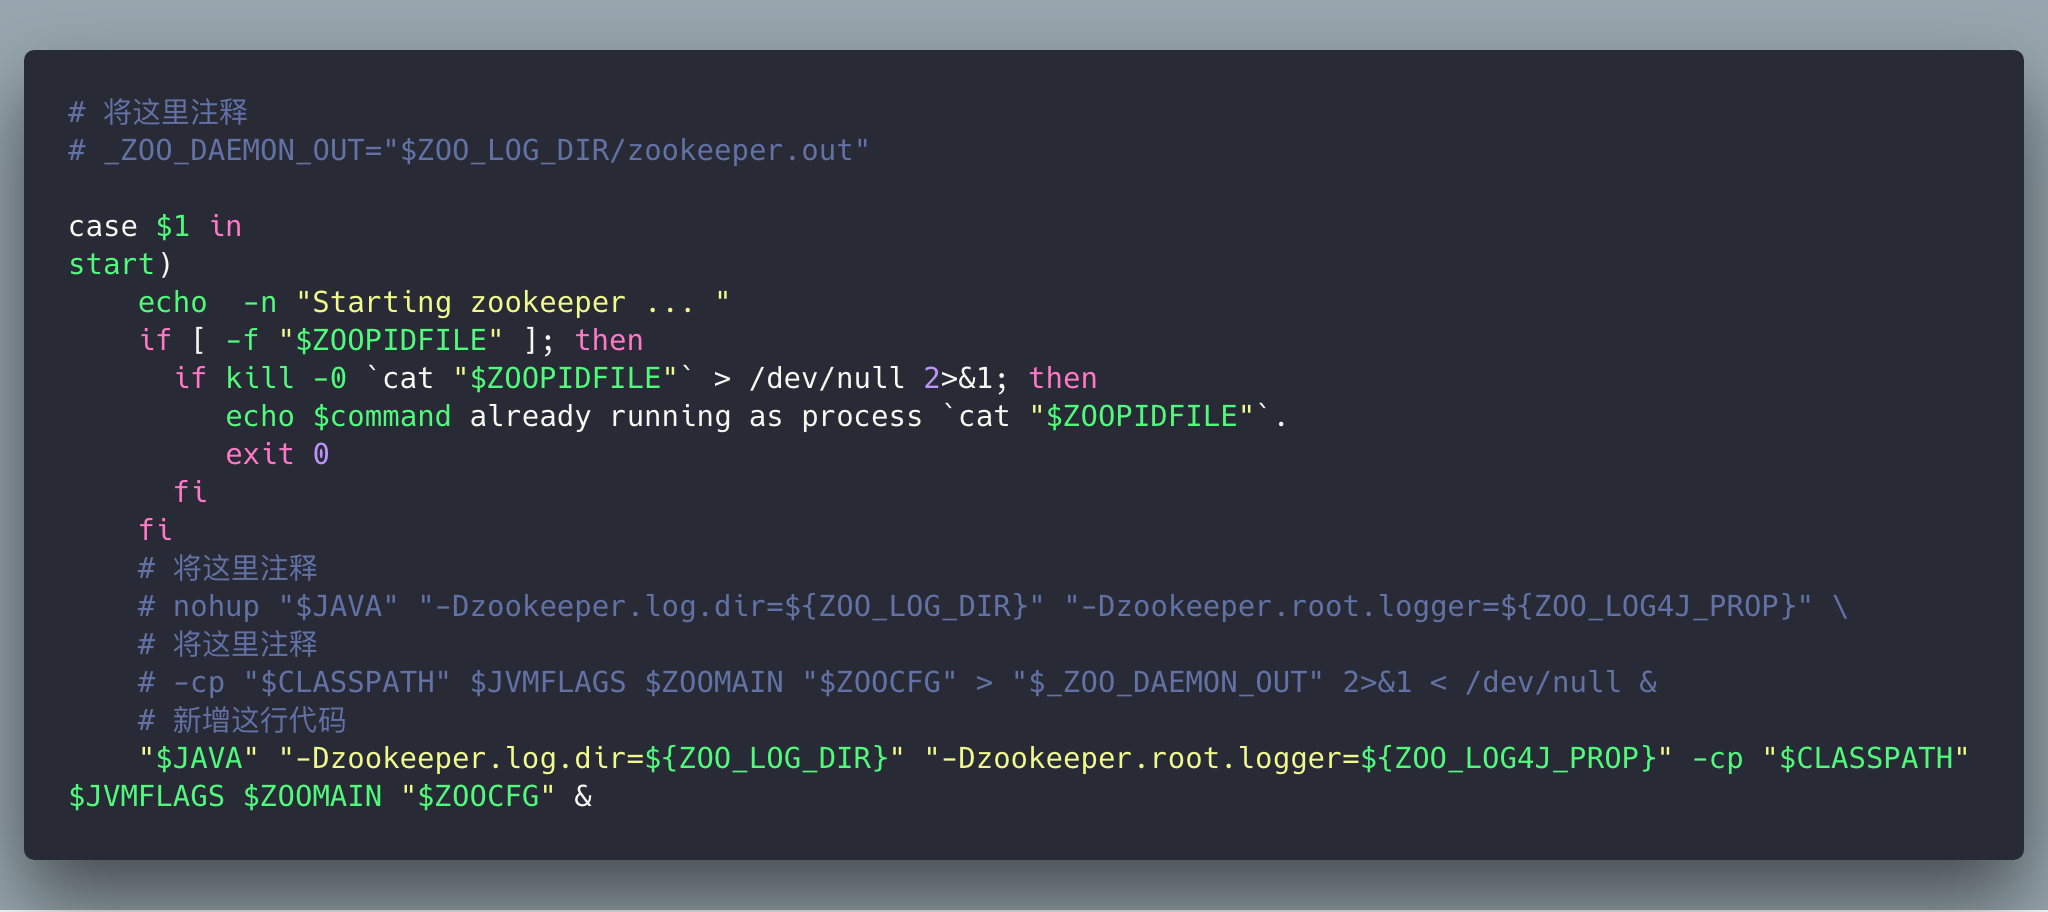 # 将这里注释
# _ZOO_DAEMON_OUT="$ZOO_LOG_DIR/zookeeper.out"

case $1 in
start)
    echo  -n "Starting zookeeper ... "
    if [ -f "$ZOOPIDFILE" ]; then
      if kill -0 `cat "$ZOOPIDFILE"` > /dev/null 2>&1; then
         echo $command already running as process `cat "$ZOOPIDFILE"`.
         exit 0
      fi
    fi
    # 将这里注释
    # nohup "$JAVA" "-Dzookeeper.log.dir=${ZOO_LOG_DIR}" "-Dzookeeper.root.logger=${ZOO_LOG4J_PROP}" \
    # 将这里注释
    # -cp "$CLASSPATH" $JVMFLAGS $ZOOMAIN "$ZOOCFG" > "$_ZOO_DAEMON_OUT" 2>&1 < /dev/null &
    # 新增这行代码
    "$JAVA" "-Dzookeeper.log.dir=${ZOO_LOG_DIR}" "-Dzookeeper.root.logger=${ZOO_LOG4J_PROP}" -cp "$CLASSPATH"
$JVMFLAGS $ZOOMAIN "$ZOOCFG" &